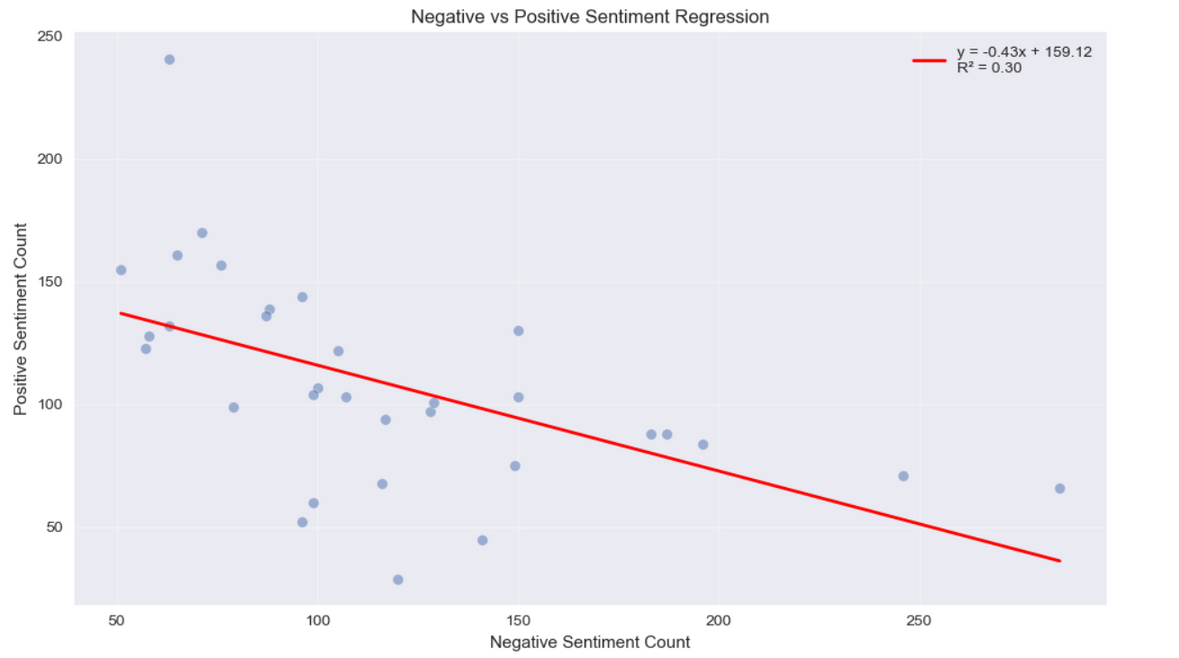 Negative vs Positive Sentiment Regression
y = -0.43x + 159.12
R² = 0.30
Positive Sentiment Count
250
200
150
100
50
50 100 150 200 250
Negative Sentiment Count